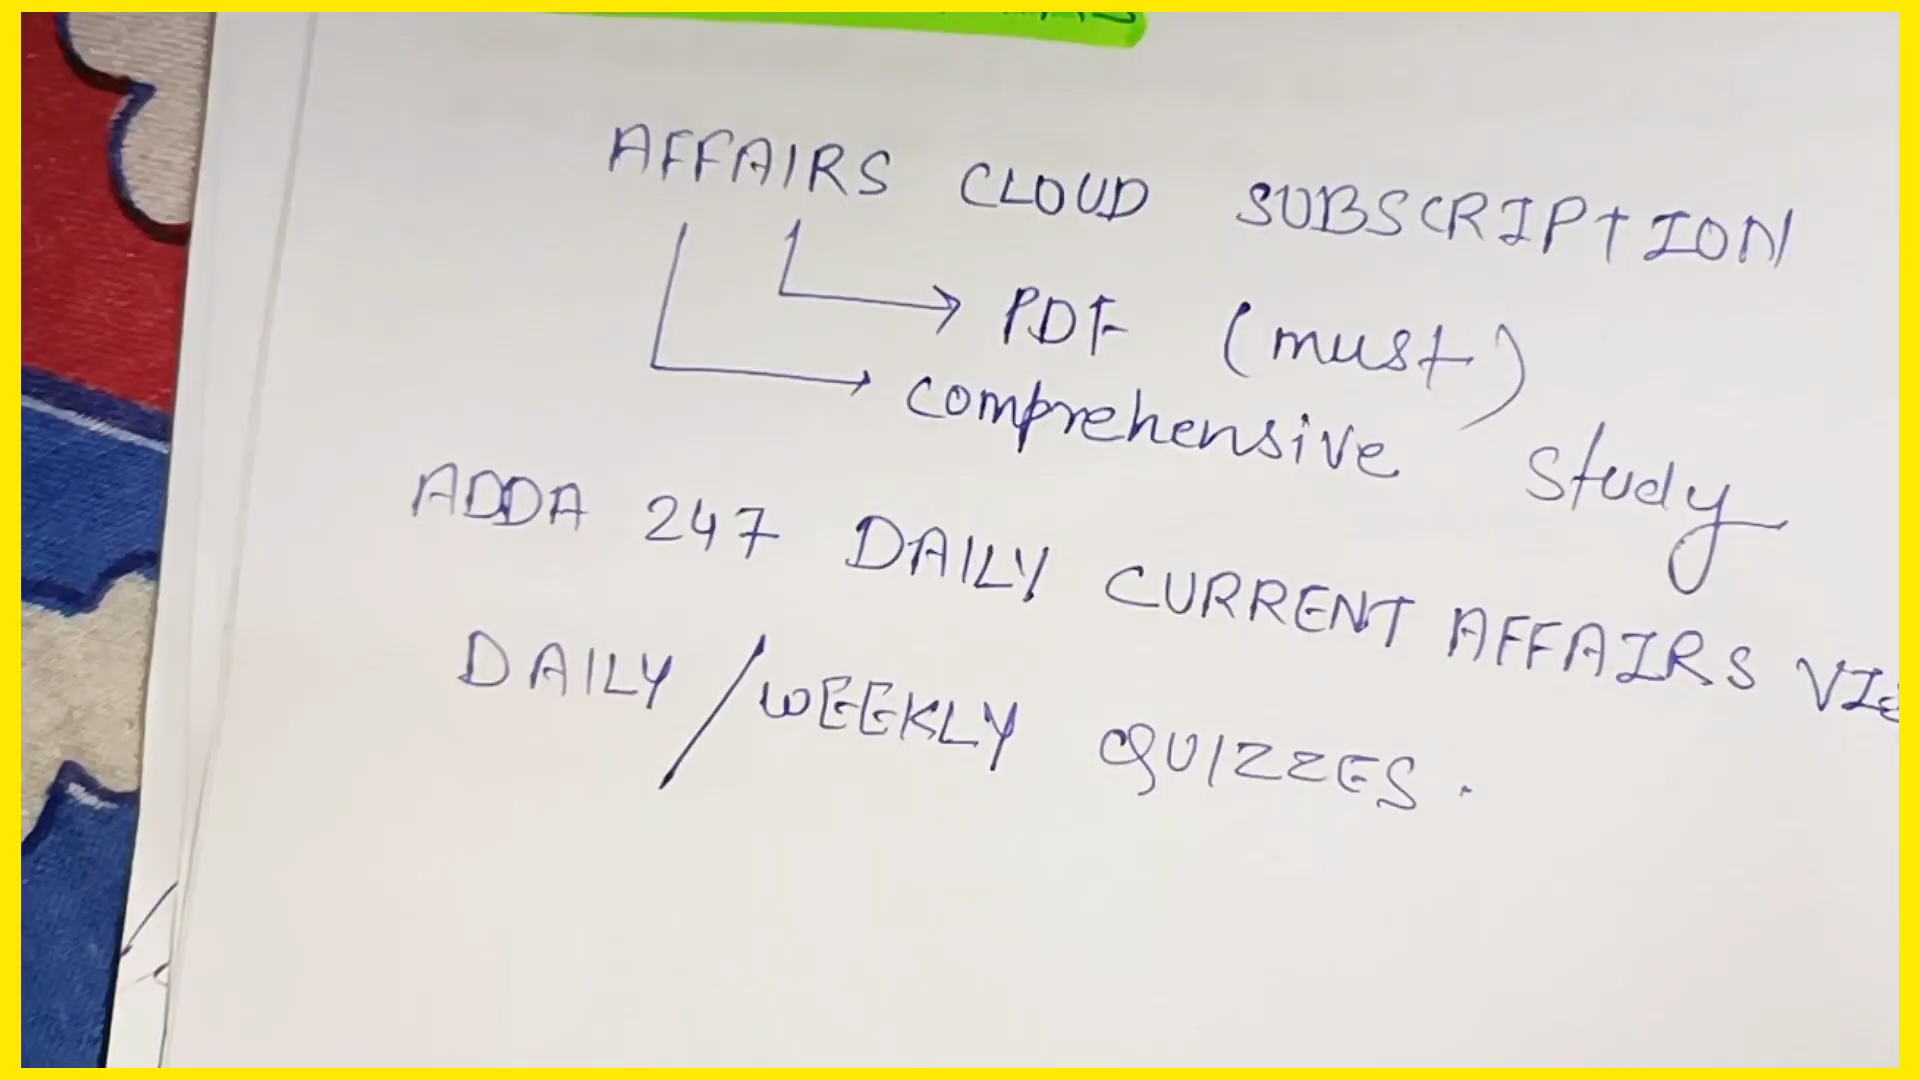 AFFAIRS CLOUD SUBSCRIPTION
→ PDF (must)
→ comprehensive study
ADDA 247 DAILY CURRENT AFFAIRS
DAILY/WEEKLY QUIZZES.